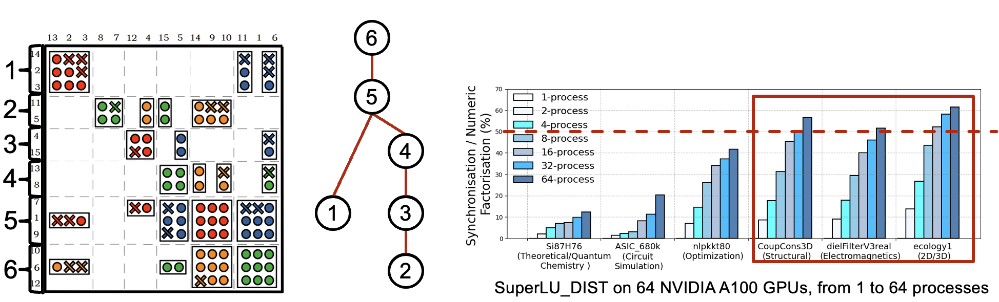 13 2 3 8 7 12 4 15 5 14 9 10 11 1 6
1
14
2
3
2
11
5
3
4
15
4
13
8
5
7
1
9
6
10
6
12
6
5
4
1
3
2
Synchronisation / Numeric
Factorisation (%)
70
60
50
40
30
20
10
0
1-process
2-process
4-process
8-process
16-process
32-process
64-process
Si87H76
(Theoretical/Quantum
Chemistry )
ASIC_680k
(Circuit
Simulation)
nlpkkt80
(Optimization)
CoupCons3D
(Structural)
dielFilterV3real
(Electromagnetics)
ecology1
(2D/3D)
SuperLU_DIST on 64 NVIDIA A100 GPUs, from 1 to 64 processes